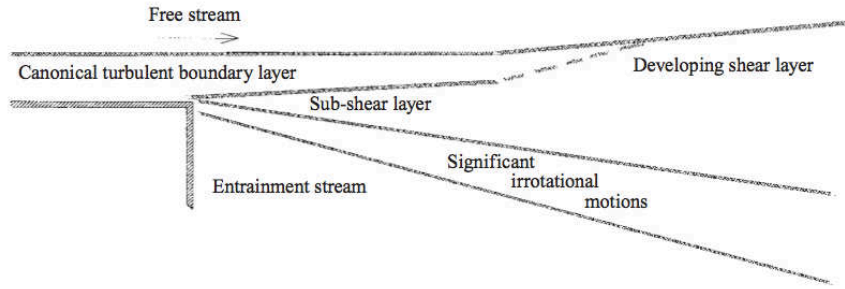 Free stream
Canonical turbulent boundary layer
Developing shear layer
Sub-shear layer
Significant
irrotational
motions
Entrainment stream